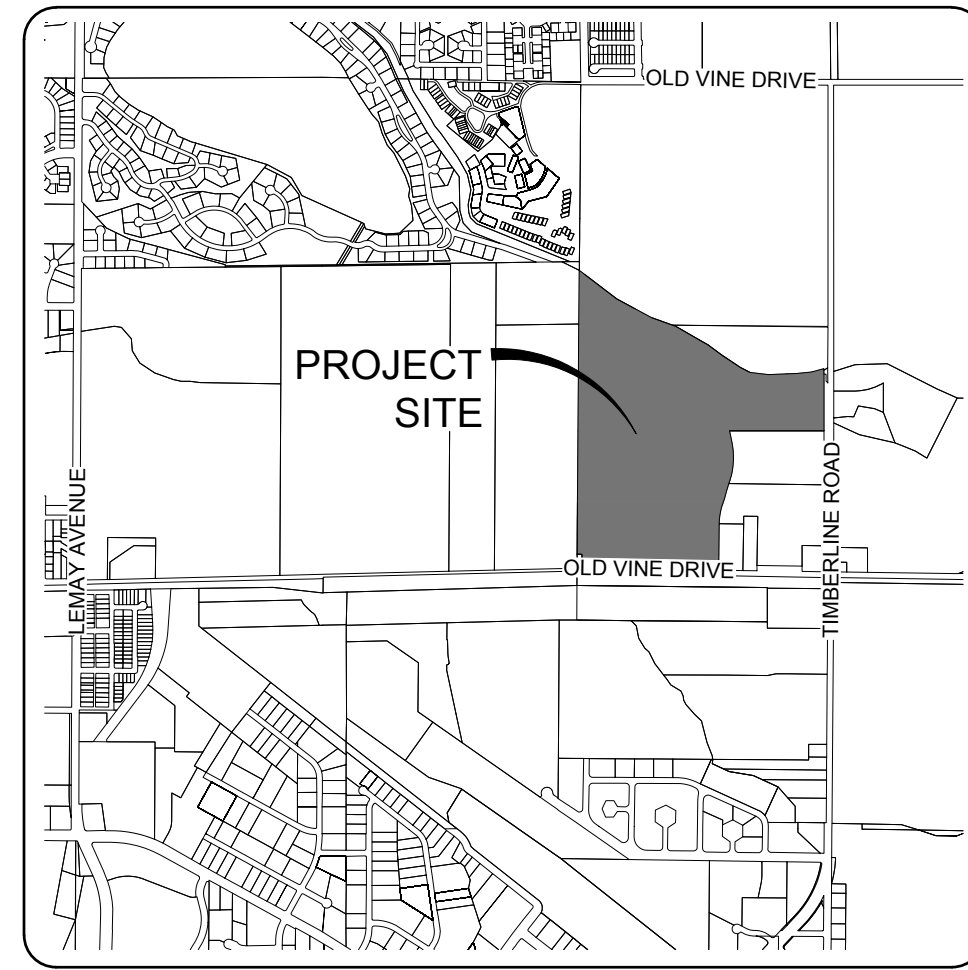 OLD VINE DRIVE
PROJECT
SITE
LEMAY AVENUE
TIMBERLINE ROAD
OLD VINE DRIVE